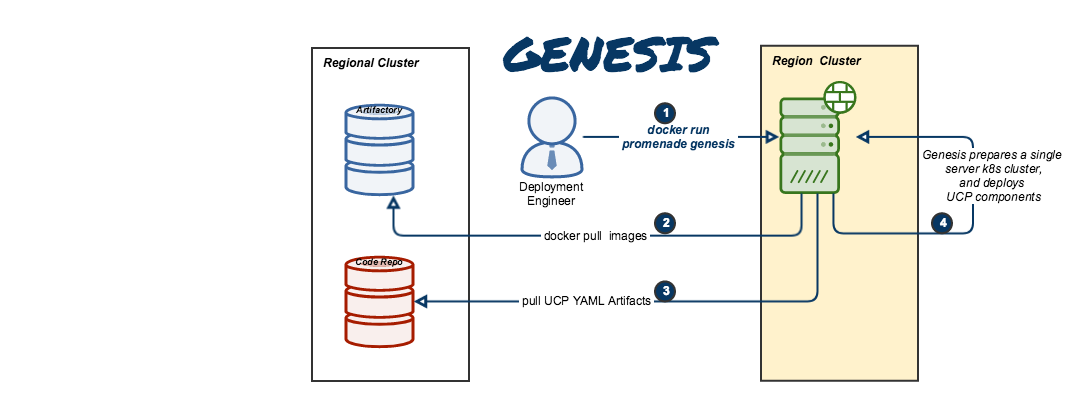 GENESIS
Regional Cluster
Region Cluster
Artifactory
1
docker run
promenade genesis
Deployment
Engineer
Genesis prepares a single
server k8s cluster,
and deploys
UCP components
2
docker pull images
4
Code Repo
3
pull UCP YAML Artifacts